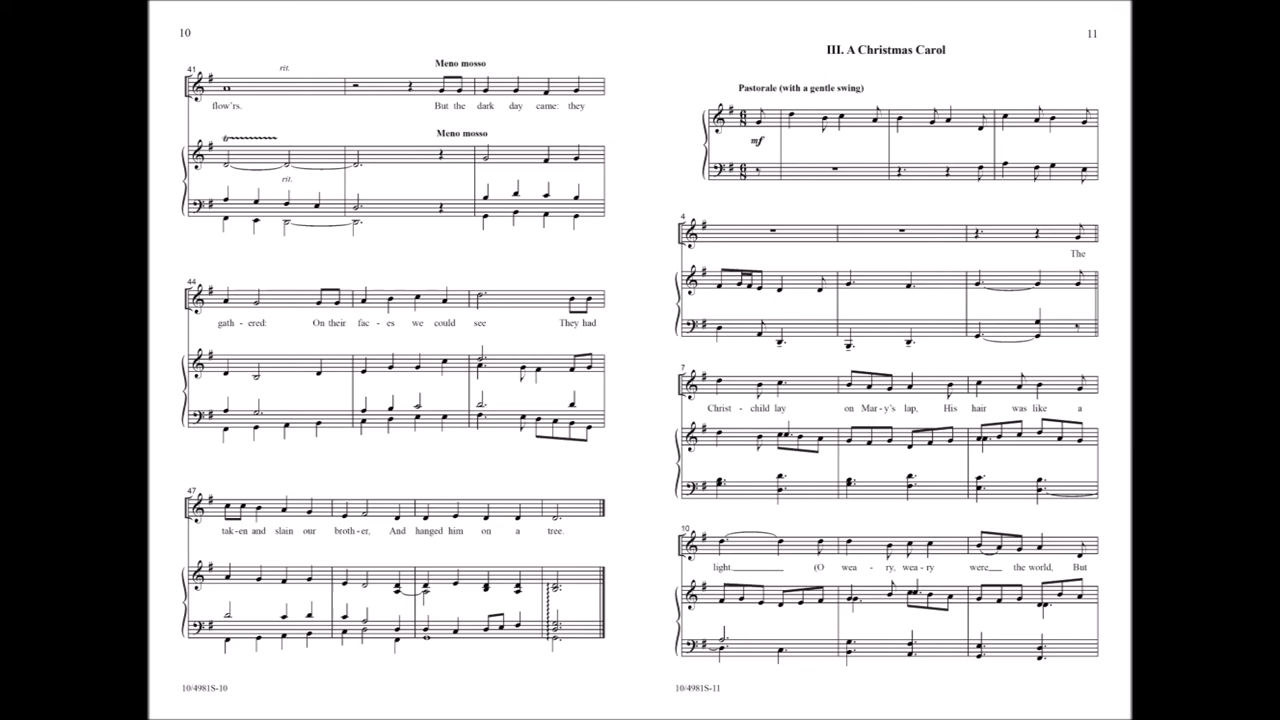 10
rit.
Meno mosso
41
flow'rs. But the dark day came: they
Meno mosso
rit.
44
gath - ered: On their fac - es we could see They had
47
tak-en and slain our broth-er, And hanged him on a tree.
10/4981S-10
11
III. A Christmas Carol
Pastorale (with a gentle swing)
mf
4
The
7
Christ - child lay on Mar-y's lap, His hair was like a
10
light. (O wea - ry, wea-ry were the world, But
10/4981S-11